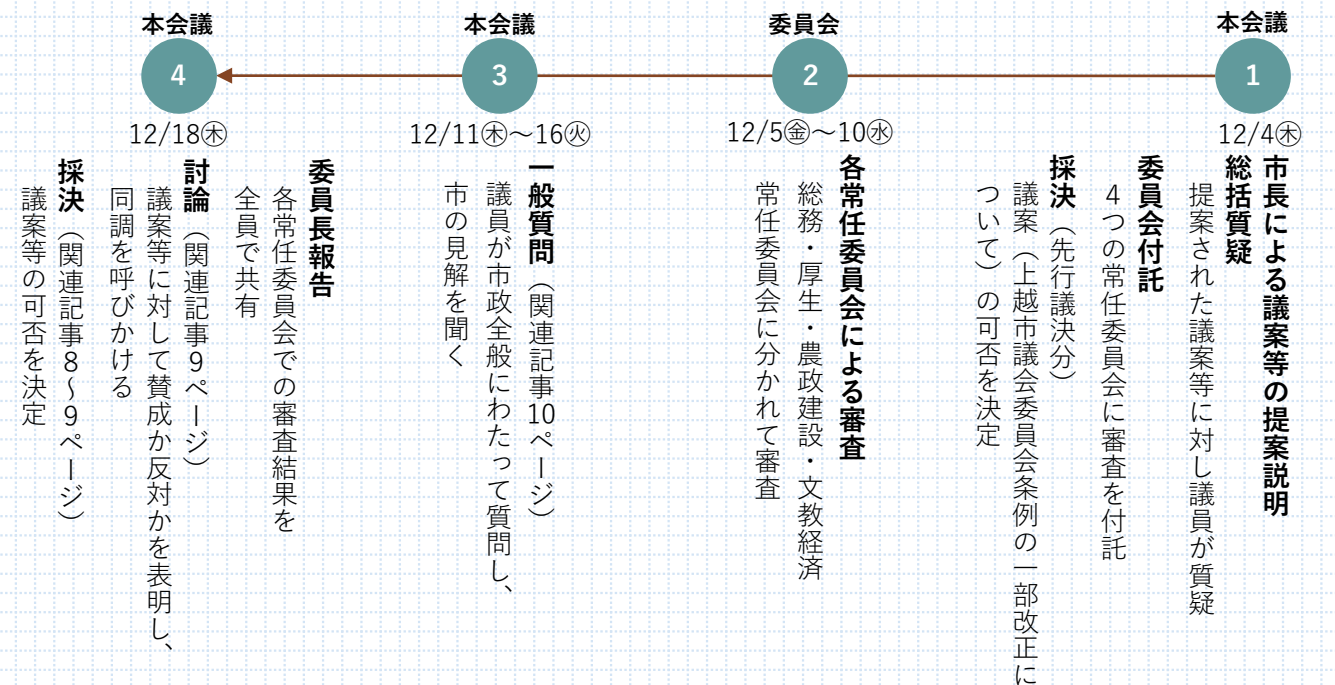 本会議
1
12/4㊍
市長による議案等の提案説明
総括質疑
提案された議案等に対し議員が質疑
委員会付託
4つの常任委員会に審査を付託
採決（先行議決分）
議案（上越市議会委員会条例の一部改正に
ついて）の可否を決定
委員会
2
12/5㊎～10㊌
各常任委員会による審査
総務・厚生・農政建設・文教経済
常任委員会に分かれて審査
本会議
3
12/11㊍～16㊋
一般質問（関連記事10ページ）
議員が市政全般にわたって質問し、
市の見解を聞く
本会議
4
12/18㊍
委員長報告
各常任委員会での審査結果を
全員で共有
討論（関連記事9ページ）
議案等に対して賛成か反対かを表明し、
同調を呼びかける
採決（関連記事8～9ページ）
議案等の可否を決定